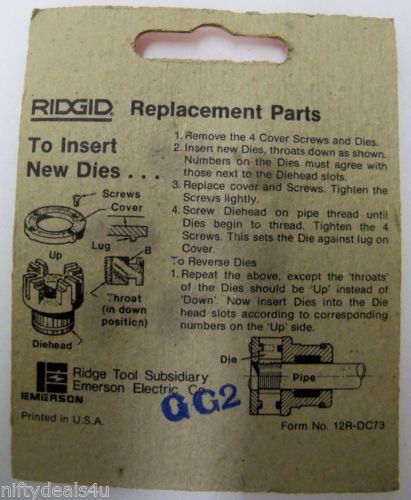 RIDGID. Replacement Parts
To Insert
New Dies . . .
1. Remove the 4 Cover Screws and Dies.
2. Insert new Dies, throats down as shown.
Numbers on the Dies must agree with
those next to the Diehead slots.
3. Replace cover and Screws. Tighten the
Screws lightly.
4. Screw Diehead on pipe thread until
Dies begin to thread. Tighten the 4
Screws. This sets the Die against lug on
Cover.
To Reverse Dies
1. Repeat the above, except the 'throats'
of the Dies should be 'Up' instead of
'Down'. Now insert Dies into the Die
head slots according to corresponding
numbers on the 'Up' side.
Screws
Cover
Lug
B
Up
Throat
(in down
position)
Diehead
Die
Pipe
Ridge Tool Subsidiary
Emerson Electric Co.
EMERSON
GG2
Printed in U.S.A.
Form No. 12R-DC73
niftydeals4u
niftydeals4u